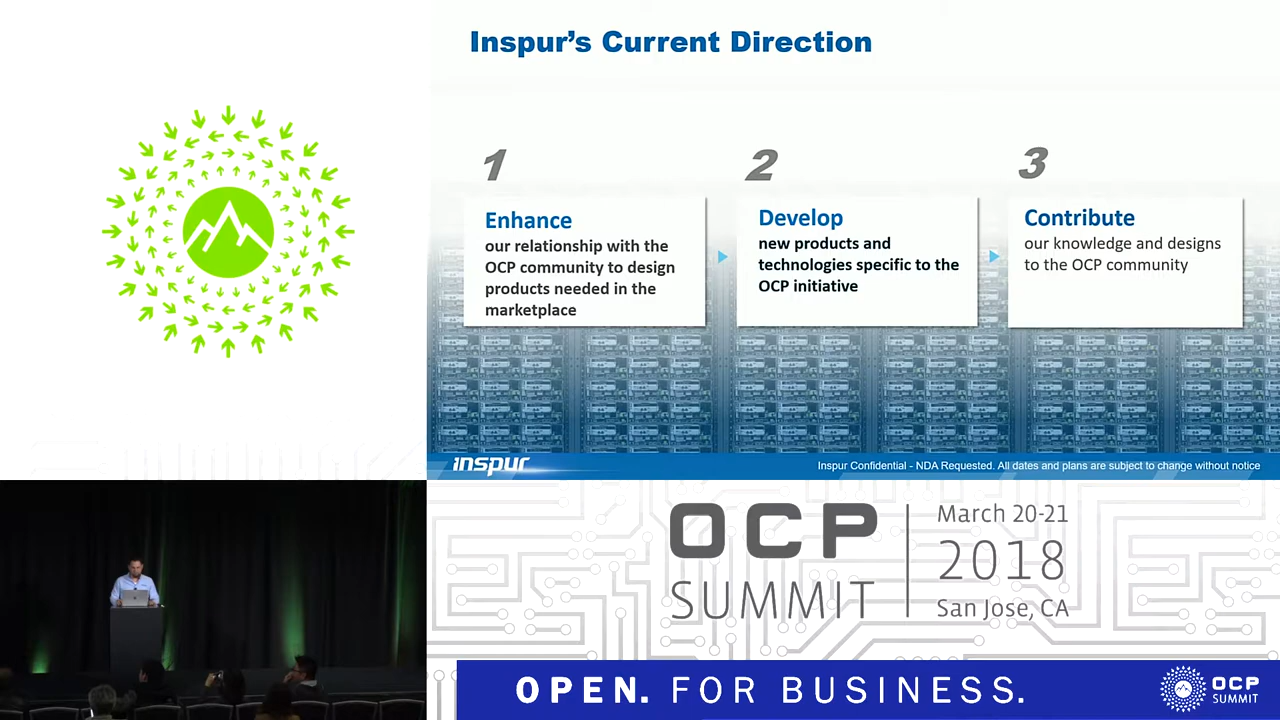 Inspur’s Current Direction
1
Enhance
our relationship with the
OCP community to design
products needed in the
marketplace
2
Develop
new products and
technologies specific to the
OCP initiative
3
Contribute
our knowledge and designs
to the OCP community
inspur
Inspur Confidential - NDA Requested. All dates and plans are subject to change without notice
OCP
SUMMIT
March 20-21
2018
San Jose, CA
OPEN. FOR BUSINESS.
OCP
SUMMIT